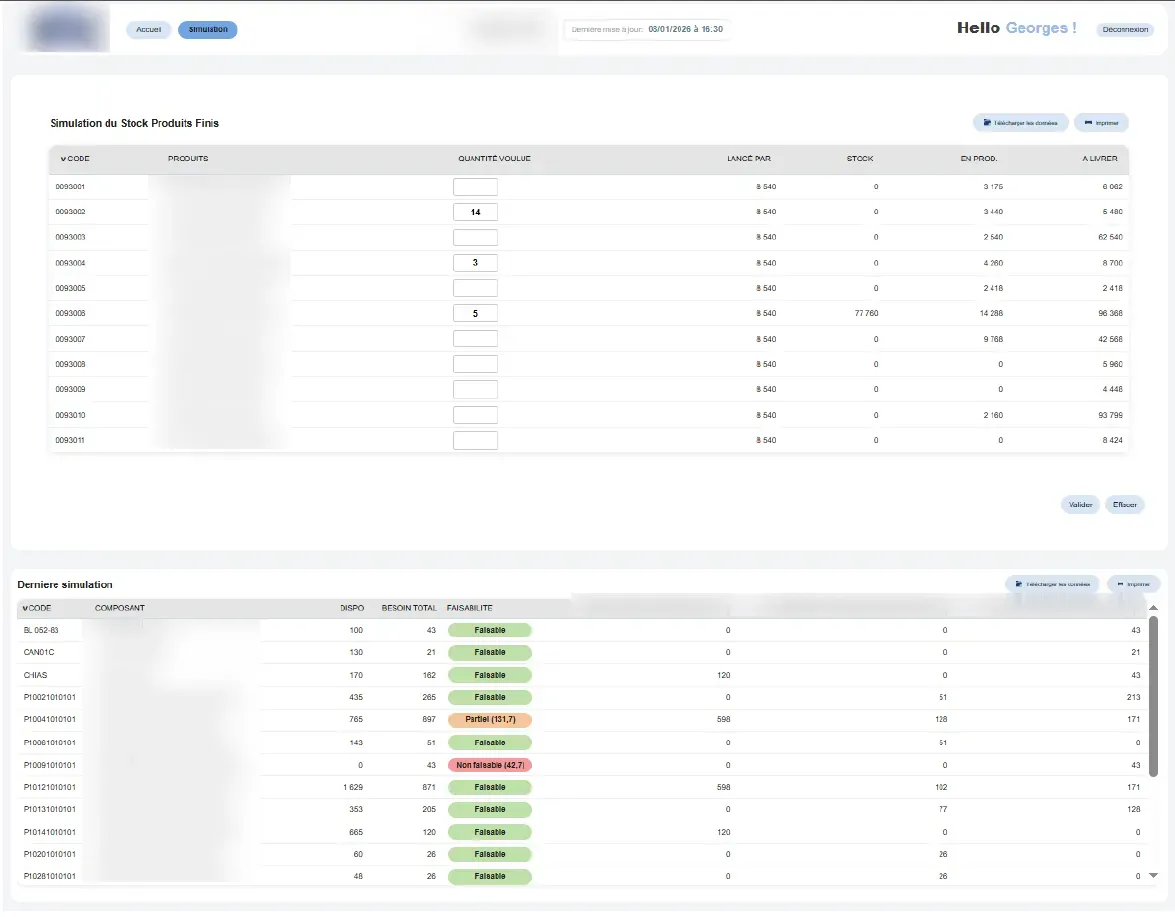 Accueil Simulation Dernière mise à jour: 08/01/2026 à 16:30 Hello Georges ! Déconnexion
Simulation du Stock Produits Finis Télécharger les données Imprimer
CODE PRODUITS QUANTITÉ VOULUE LANCÉ PAR STOCK EN PROD. A LIVRER
0093001 8 540 0 3 175 6 062
0093002 14 8 540 0 3 440 5 480
0093003 8 540 0 2 540 62 540
0093004 3 8 540 0 4 260 8 700
0093005 8 540 0 2 418 2 418
0093006 5 8 540 77 760 14 288 96 368
0093007 8 540 0 9 768 42 568
0093008 8 540 0 0 5 960
0093009 8 540 0 0 4 448
0093010 8 540 0 2 160 93 799
0093011 8 540 0 0 8 424
Valider Effacer
Derniere simulation Télécharger les données Imprimer
CODE COMPOSANT DISPO BESOIN TOTAL FAISABILITE
BL 052-63 100 43 Faisable 0 0 43
CAN01C 130 21 Faisable 0 0 21
CHIAS 170 162 Faisable 120 0 43
P10021010101 435 265 Faisable 0 51 213
P10041010101 765 897 Partiel (131,7) 598 128 171
P10061010101 143 51 Faisable 0 51 0
P10091010101 0 43 Non faisable (42,7) 0 0 43
P10121010101 1 629 871 Faisable 598 102 171
P10131010101 353 205 Faisable 0 77 128
P10141010101 665 120 Faisable 120 0 0
P10201010101 60 26 Faisable 0 26 0
P10281010101 48 26 Faisable 0 26 0